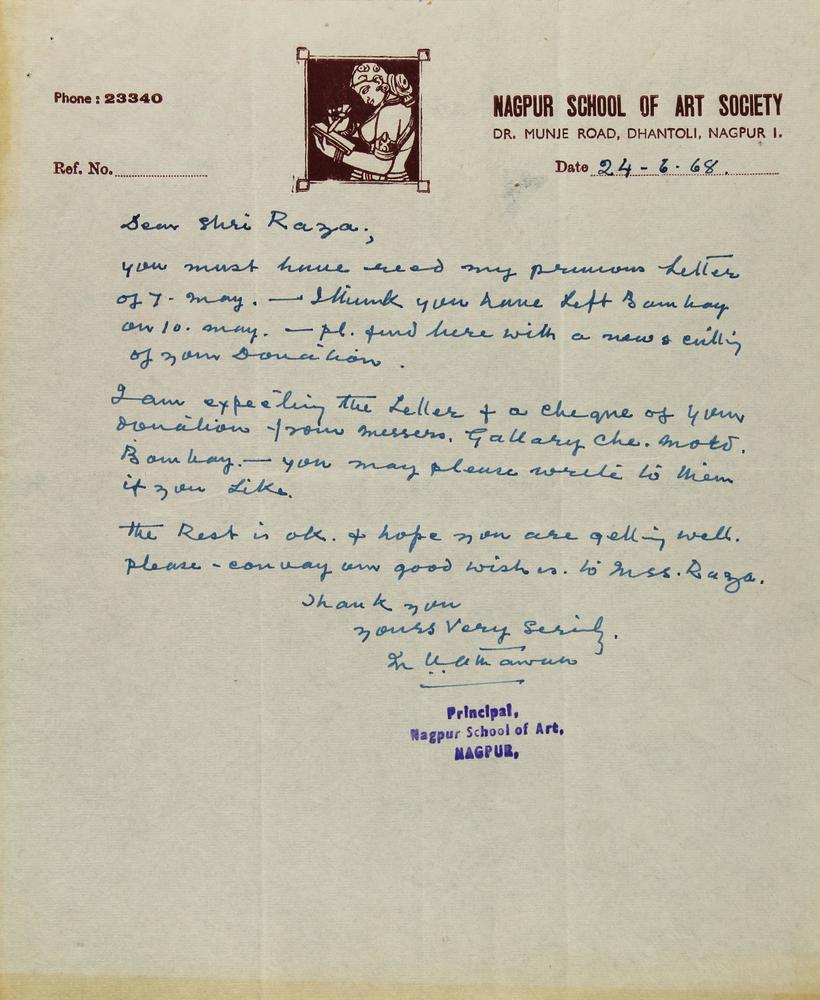 Phone : 23340
NAGPUR SCHOOL OF ART SOCIETY
DR. MUNJE ROAD, DHANTOLI, NAGPUR 1.
Ref. No.
Date 24 - 6 - 68.
Dear Shri Raza;
you must have read my previous Letter
of 7. may. — I think you have Left Bombay
on 10. may. — pl. find here with a news cutting
of your Donation.
I am expecting the Letter & a cheque of your
donation from messers. Gallary Che. mold.
Bombay. — you may please write to them
if you Like.
the Rest is ok. & hope you are getting well.
please - convay our good wishes. to Mss. Raza.
Thank you
yours Very
Principal,
Nagpur School of Art,
NAGPUR,